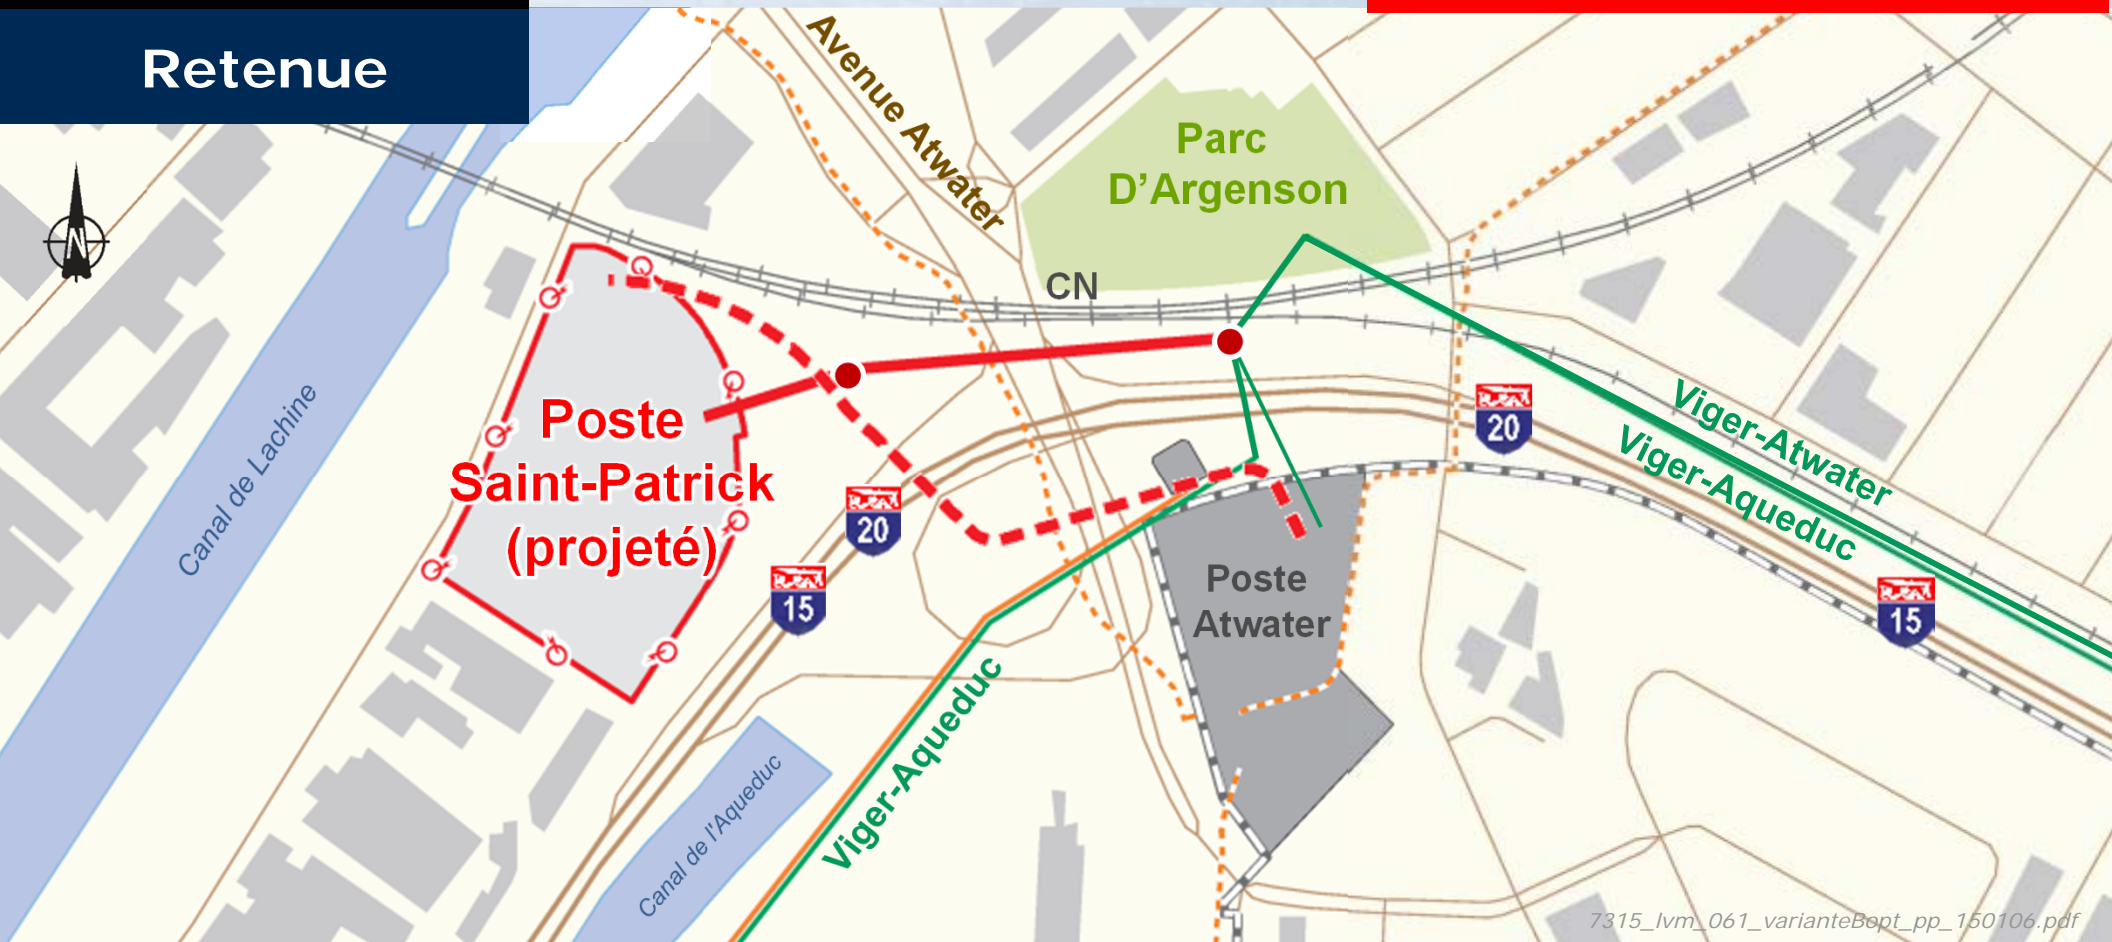 Retenue
Avenue Atwater
Parc
D’Argenson
N
CN
Poste
Saint-Patrick
(projeté)
Canal de Lachine
20
15
20
15
Viger-Atwater
Viger-Aqueduc
Poste
Atwater
Viger-Aqueduc
Canal de l'Aqueduc
7315_lvm_061_varianteBopt_pp_150106.pdf